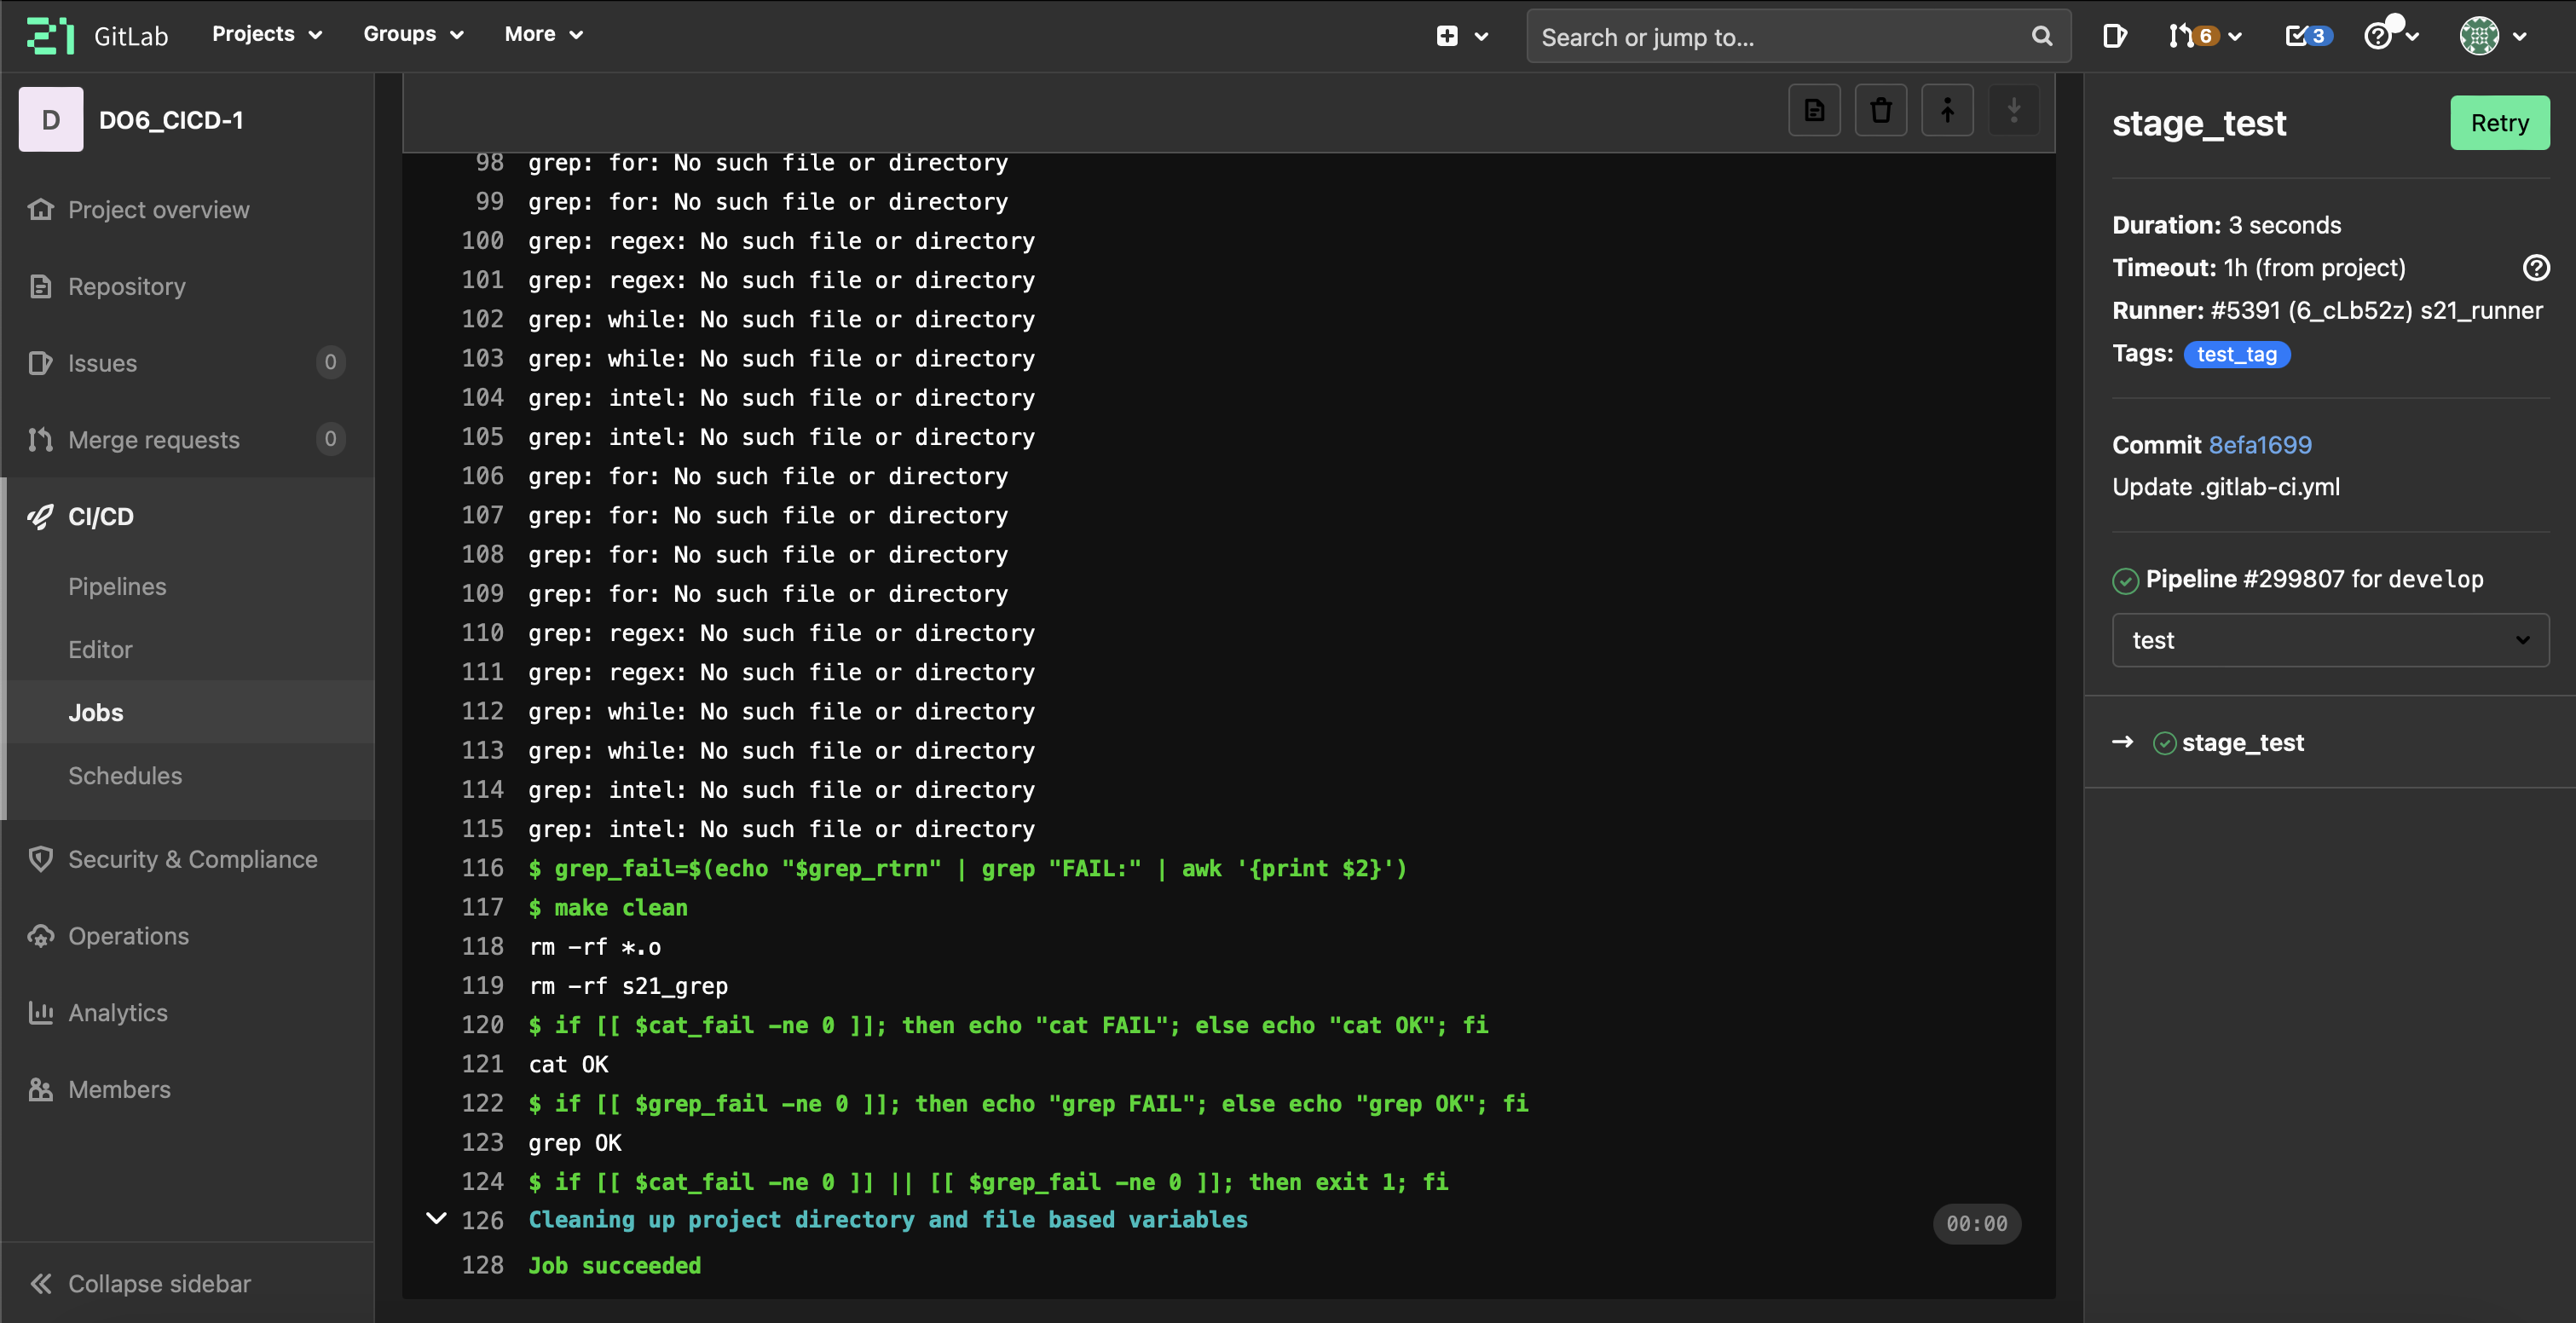 GitLab
Projects
Groups
More
Search or jump to...
6
3
D
DO6_CICD-1
Project overview
Repository
Issues 0
Merge requests 0
CI/CD
Pipelines
Editor
Jobs
Schedules
Security & Compliance
Operations
Analytics
Members
Collapse sidebar
98 grep: for: No such file or directory
99 grep: for: No such file or directory
100 grep: regex: No such file or directory
101 grep: regex: No such file or directory
102 grep: while: No such file or directory
103 grep: while: No such file or directory
104 grep: intel: No such file or directory
105 grep: intel: No such file or directory
106 grep: for: No such file or directory
107 grep: for: No such file or directory
108 grep: for: No such file or directory
109 grep: for: No such file or directory
110 grep: regex: No such file or directory
111 grep: regex: No such file or directory
112 grep: while: No such file or directory
113 grep: while: No such file or directory
114 grep: intel: No such file or directory
115 grep: intel: No such file or directory
116 $ grep_fail=$(echo "$grep_rtrn" | grep "FAIL:" | awk '{print $2}')
117 $ make clean
118 rm -rf *.o
119 rm -rf s21_grep
120 $ if [[ $cat_fail -ne 0 ]]; then echo "cat FAIL"; else echo "cat OK"; fi
121 cat OK
122 $ if [[ $grep_fail -ne 0 ]]; then echo "grep FAIL"; else echo "grep OK"; fi
123 grep OK
124 $ if [[ $cat_fail -ne 0 ]] || [[ $grep_fail -ne 0 ]]; then exit 1; fi
126 Cleaning up project directory and file based variables 00:00
128 Job succeeded
stage_test
Retry
Duration: 3 seconds
Timeout: 1h (from project)
Runner: #5391 (6_cLb52z) s21_runner
Tags: test_tag
Commit 8efa1699
Update .gitlab-ci.yml
Pipeline #299807 for develop
test
→ stage_test